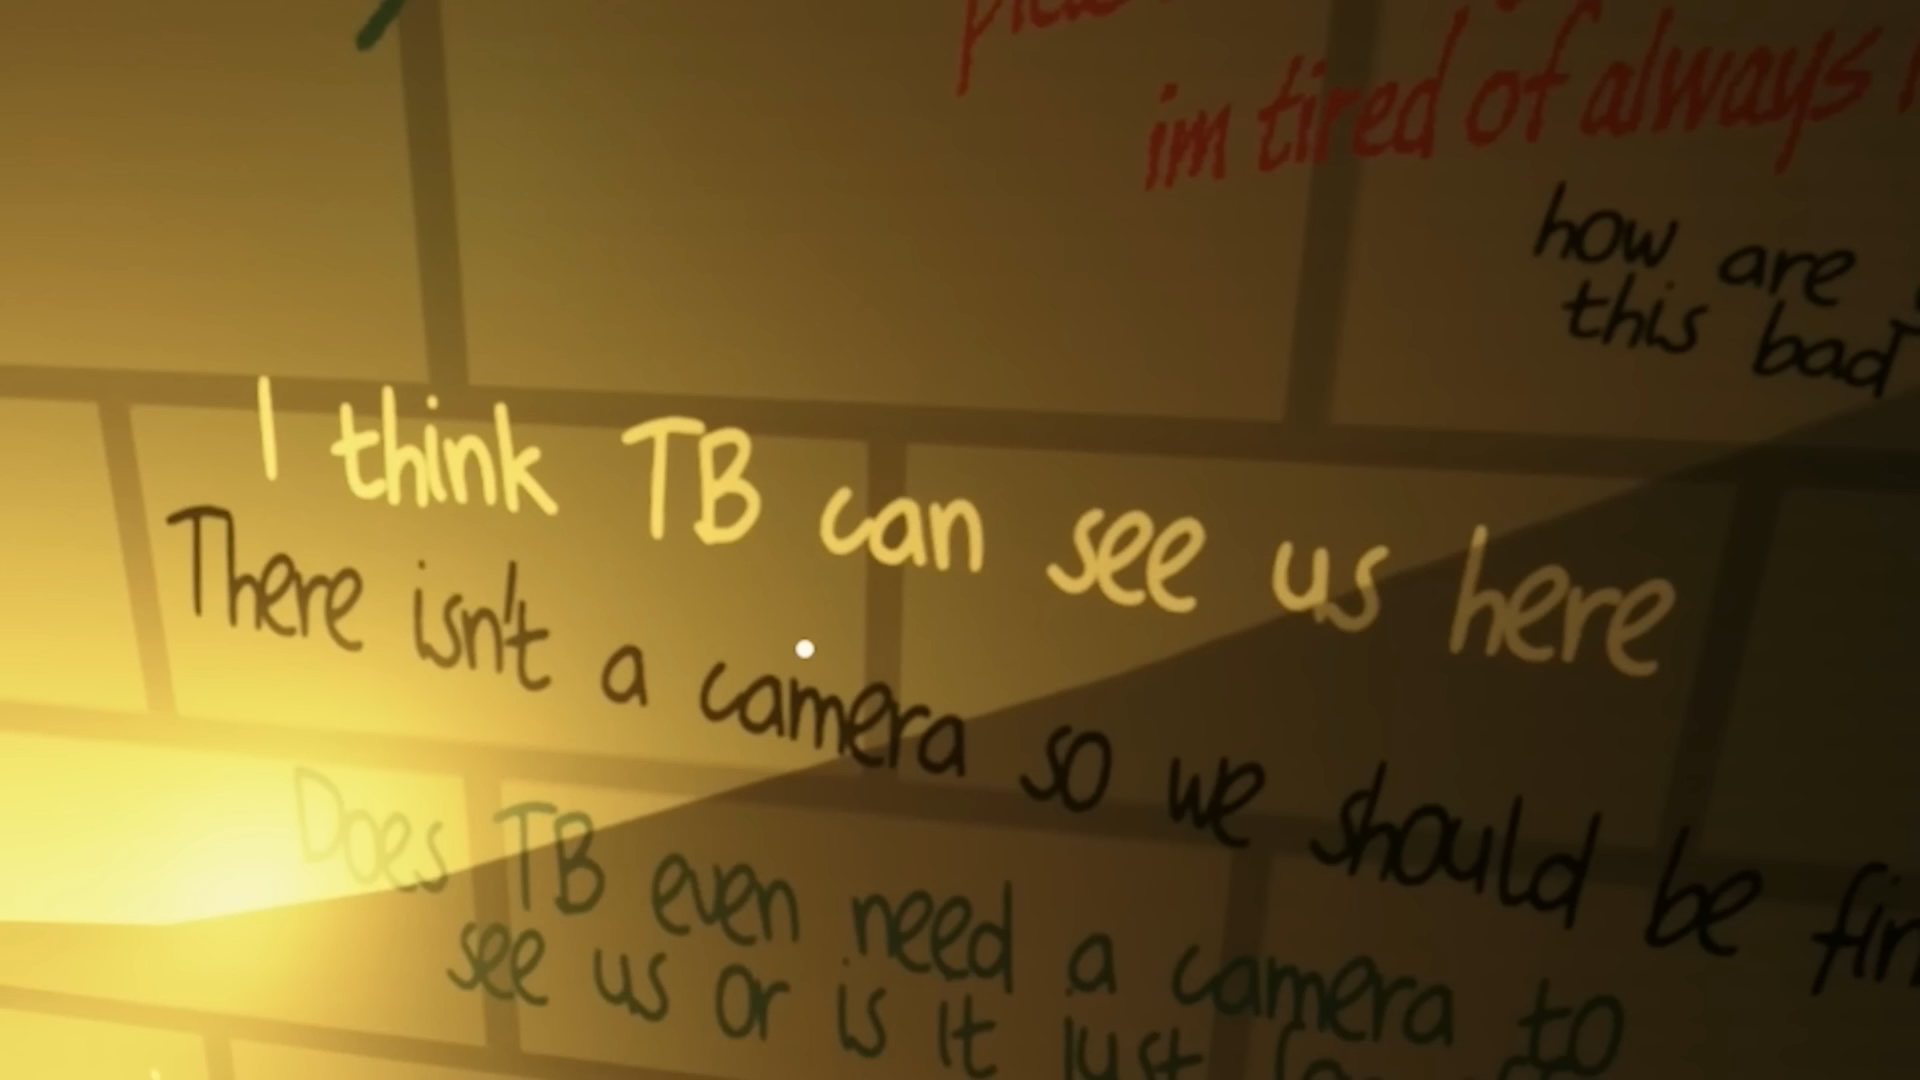 im tired of always
how are
this bad
I think TB can see us here
There isn't a camera so we should be
Does TB even need a camera to
see us or is it just